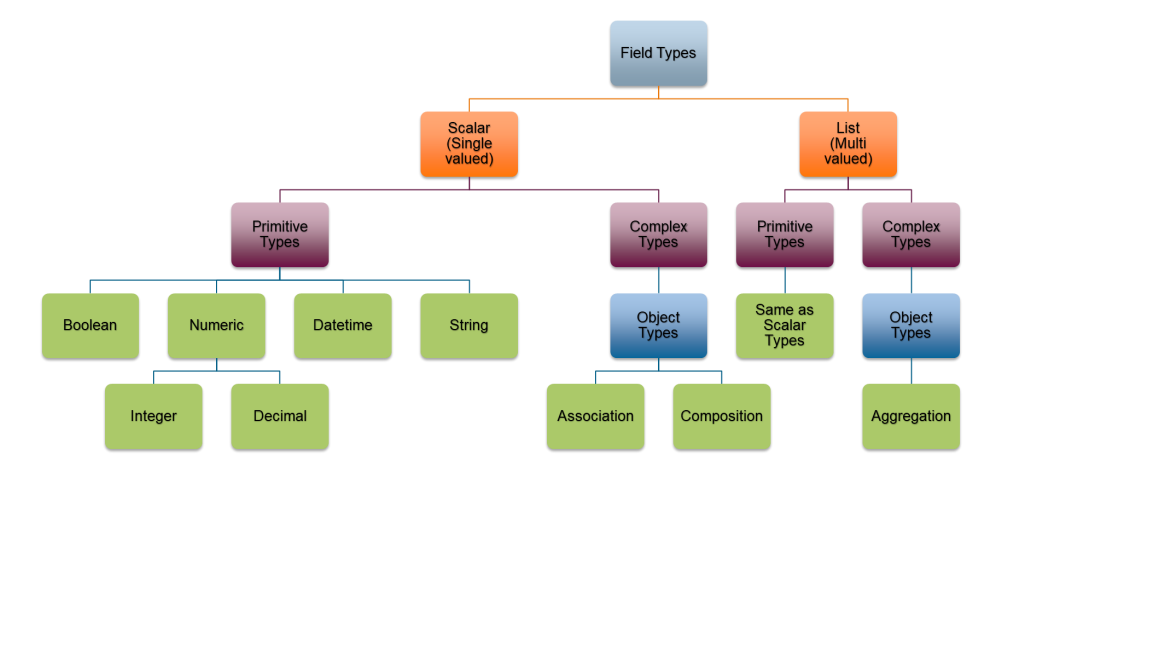 Field Types
Scalar
(Single
valued)
List
(Multi
valued)
Primitive
Types
Complex
Types
Primitive
Types
Complex
Types
Boolean
Numeric
Datetime
String
Object
Types
Same as
Scalar
Types
Object
Types
Integer
Decimal
Association
Composition
Aggregation